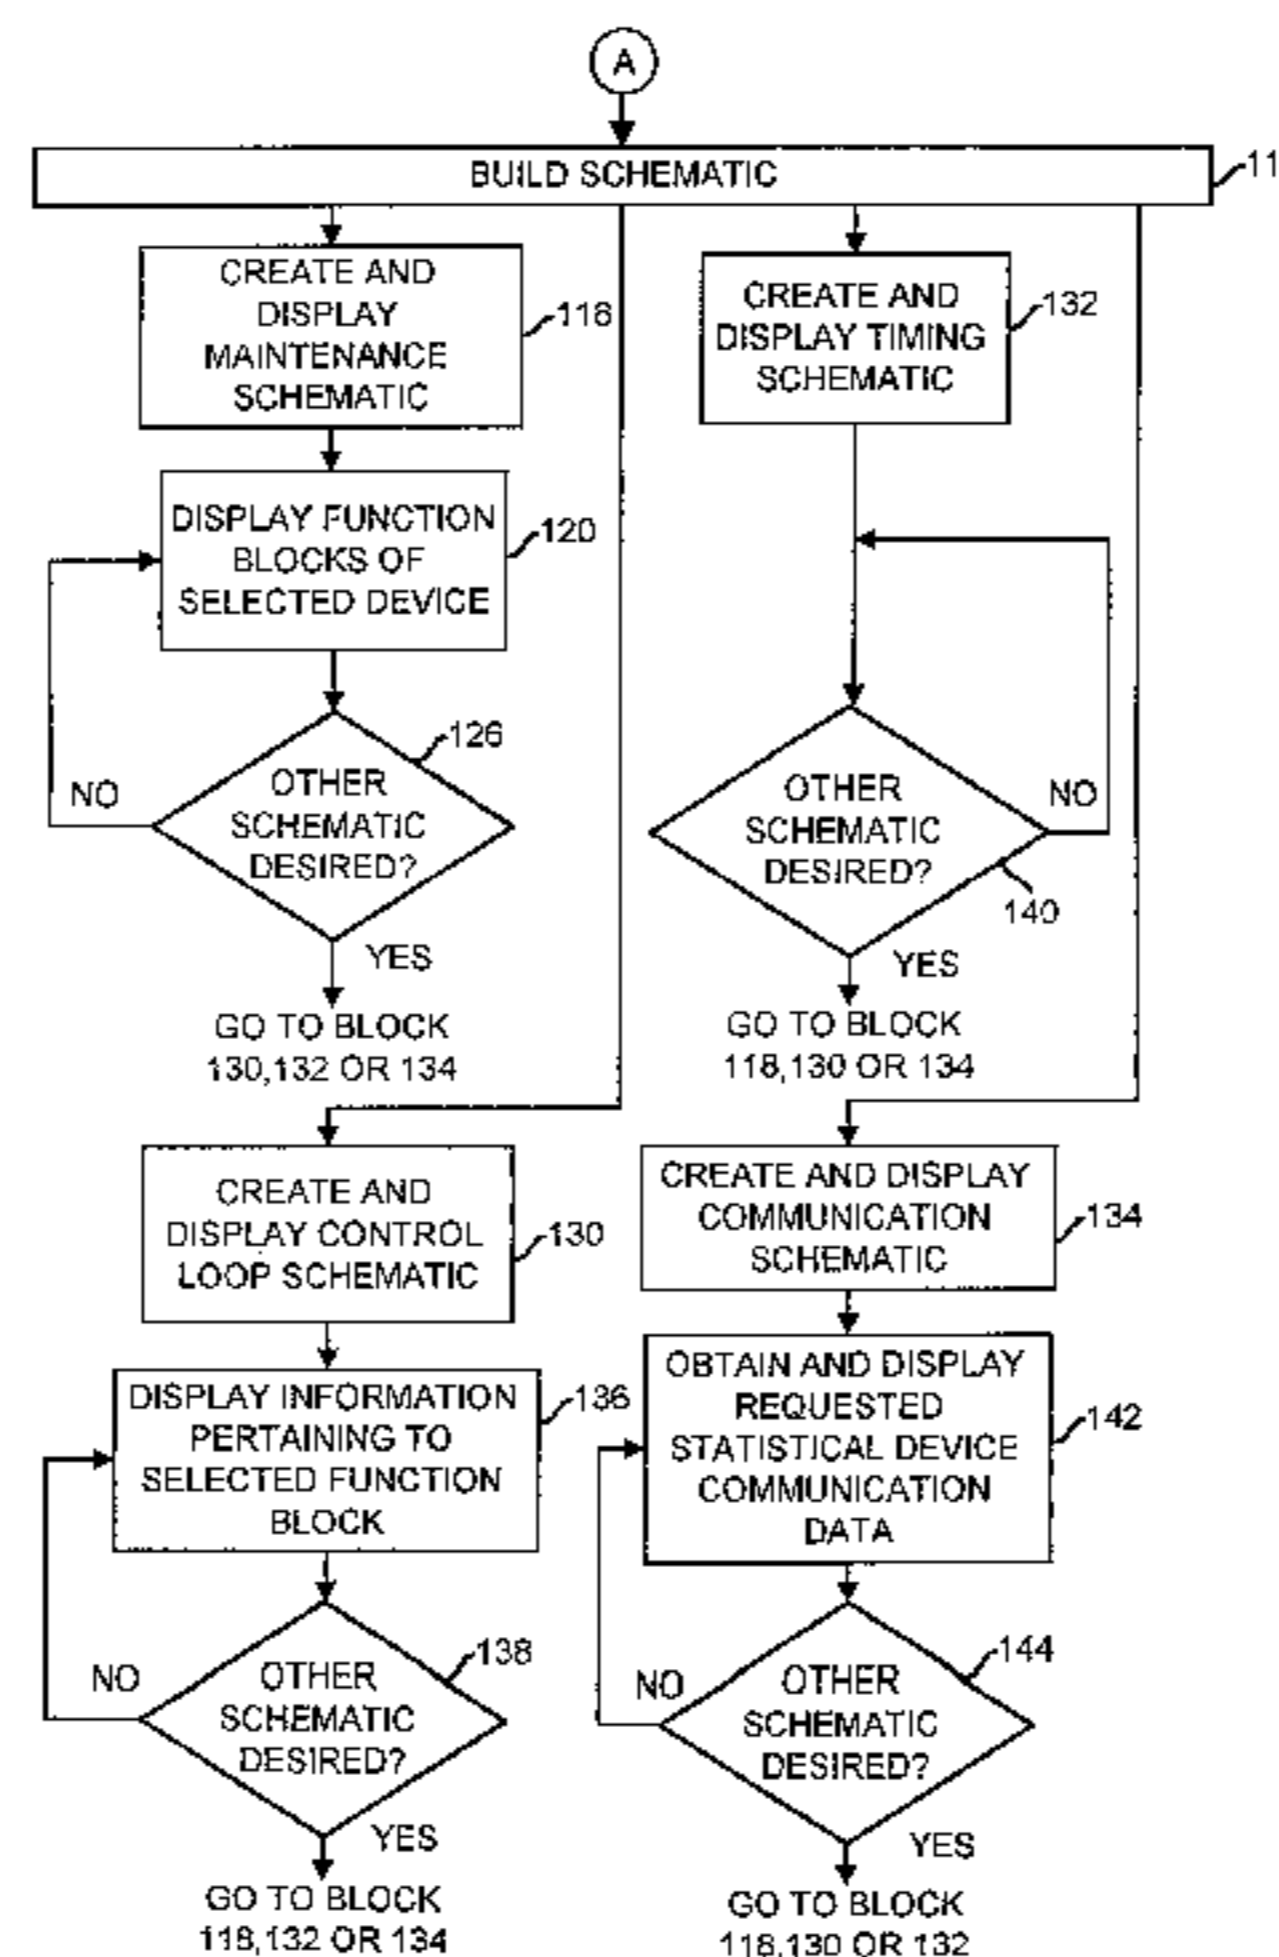 A
BUILD SCHEMATIC
11
CREATE AND
DISPLAY
MAINTENANCE
SCHEMATIC
118
CREATE AND
DISPLAY TIMING
SCHEMATIC
132
DISPLAY FUNCTION
BLOCKS OF
SELECTED DEVICE
120
126
OTHER
SCHEMATIC
DESIRED?
NO
YES
GO TO BLOCK
130,132 OR 134
OTHER
SCHEMATIC
DESIRED?
NO
140
YES
GO TO BLOCK
118,130 OR 134
CREATE AND
DISPLAY CONTROL
LOOP SCHEMATIC
130
DISPLAY INFORMATION
PERTAINING TO
SELECTED FUNCTION
BLOCK
136
138
OTHER
SCHEMATIC
DESIRED?
NO
YES
GO TO BLOCK
118,132 OR 134
CREATE AND DISPLAY
COMMUNICATION
SCHEMATIC
134
OBTAIN AND DISPLAY
REQUESTED
STATISTICAL DEVICE
COMMUNICATION
DATA
142
144
OTHER
SCHEMATIC
DESIRED?
NO
YES
GO TO BLOCK
118,130 OR 132